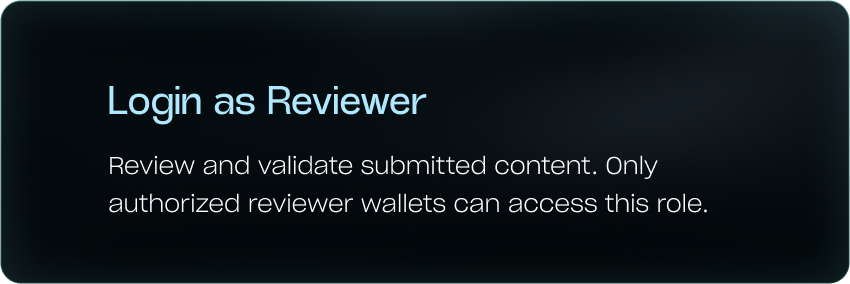 Login as Reviewer
Review and validate submitted content. Only
authorized reviewer wallets can access this role.